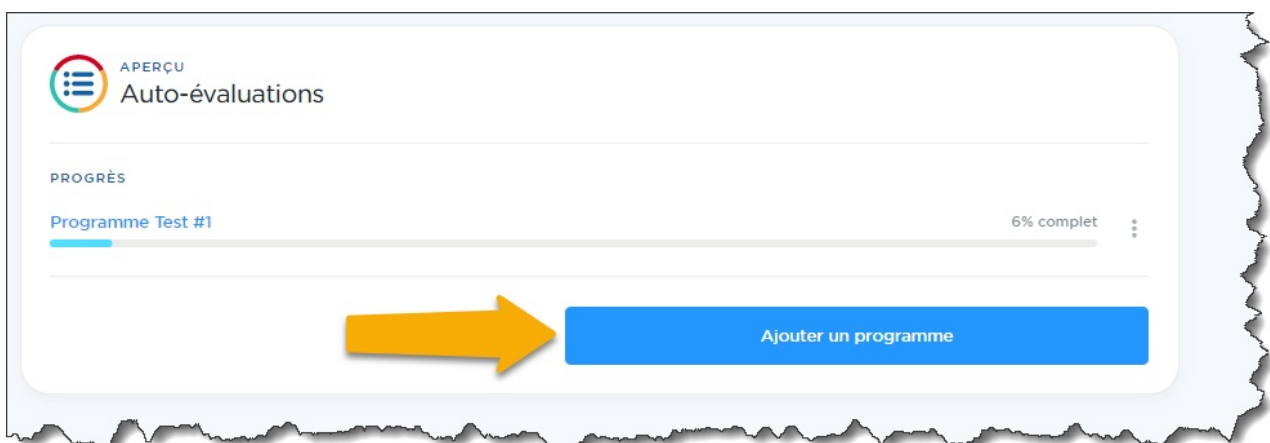 APERÇU
Auto-évaluations
PROGRÈS
Programme Test #1
6% complet
Ajouter un programme